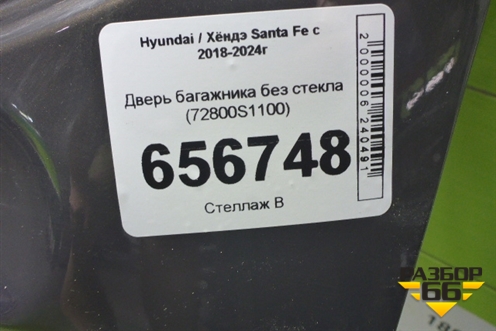 Hyundai / Хёндэ Santa Fe с
2018-2024г
Дверь багажника без стекла
(72800S1100)
656748
Стеллаж В
2000006240491
РАЗБОР
66